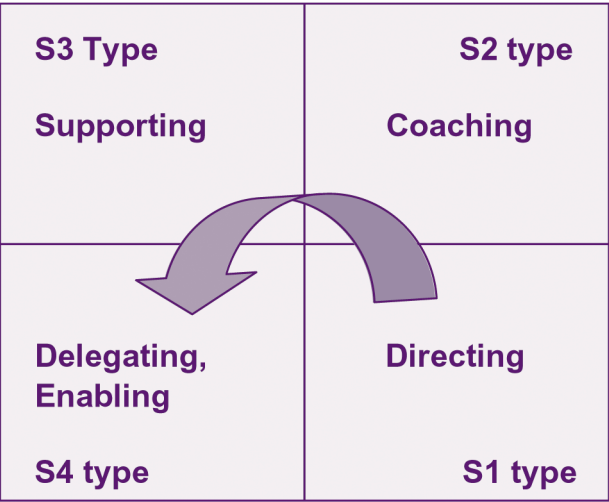 S3 Type
Supporting
S2 type
Coaching
Delegating,
Enabling
S4 type
Directing
S1 type